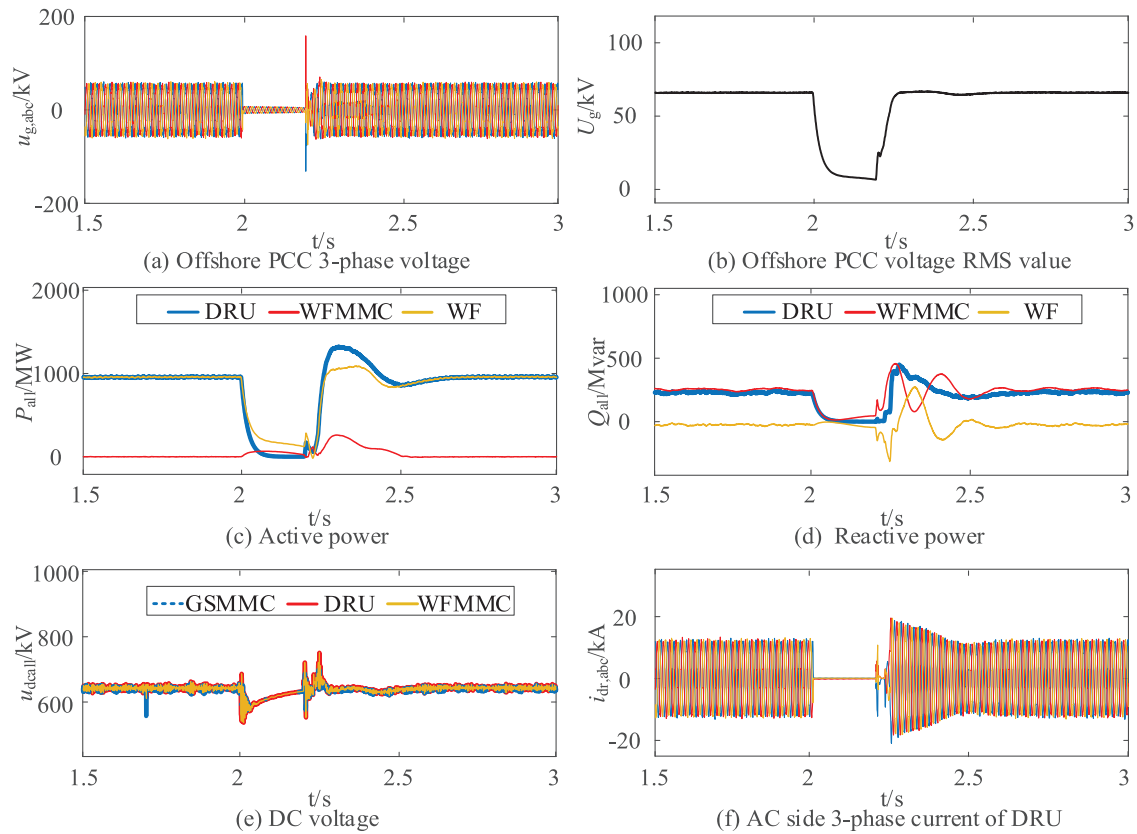 200
0
-200
u_g,abc/kV
1.5 2 2.5 3
t/s
(a) Offshore PCC 3-phase voltage
100
50
0
U_g/kV
1.5 2 2.5 3
t/s
(b) Offshore PCC voltage RMS value
2000
1000
0
P_all/MW
DRU WFMMC WF
1.5 2 2.5 3
t/s
(c) Active power
1000
500
0
Q_all/Mvar
DRU WFMMC WF
1.5 2 2.5 3
t/s
(d) Reactive power
1000
800
600
u_dcall/kV
GSMMC DRU WFMMC
1.5 2 2.5 3
t/s
(e) DC voltage
20
0
-20
i_dr,abc/kA
1.5 2 2.5 3
t/s
(f) AC side 3-phase current of DRU